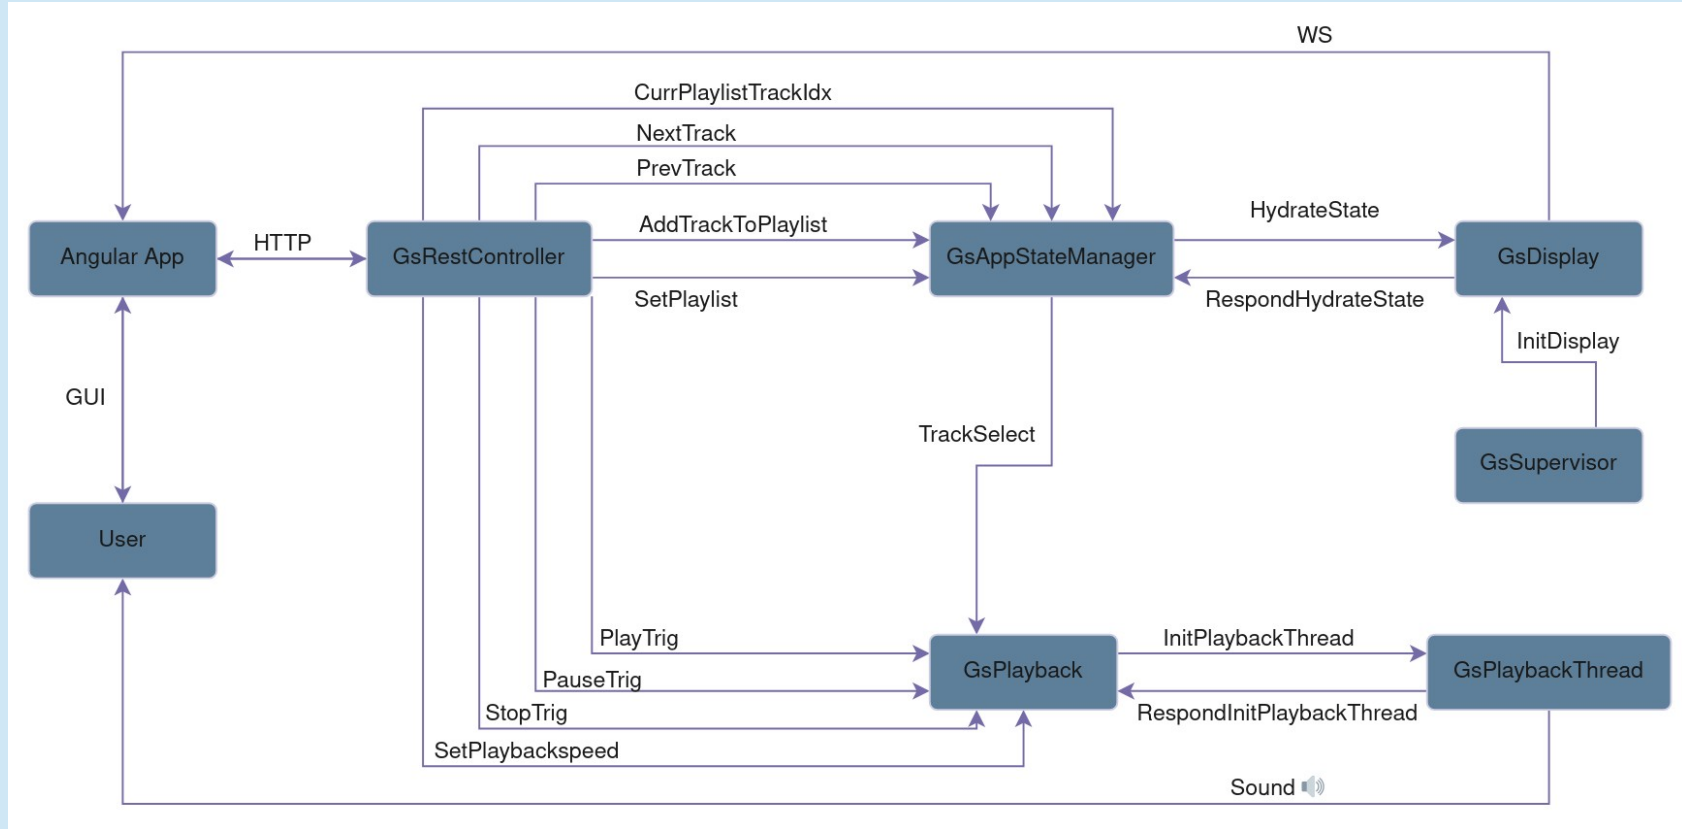 WS
CurrPlaylistTrackIdx
NextTrack
PrevTrack
AddTrackToPlaylist
HydrateState
HTTP
Angular App
GsRestController
GsAppStateManager
GsDisplay
SetPlaylist
RespondHydrateState
InitDisplay
GUI
TrackSelect
GsSupervisor
User
PlayTrig
InitPlaybackThread
GsPlayback
GsPlaybackThread
PauseTrig
StopTrig
RespondInitPlaybackThread
SetPlaybackspeed
Sound 🔊